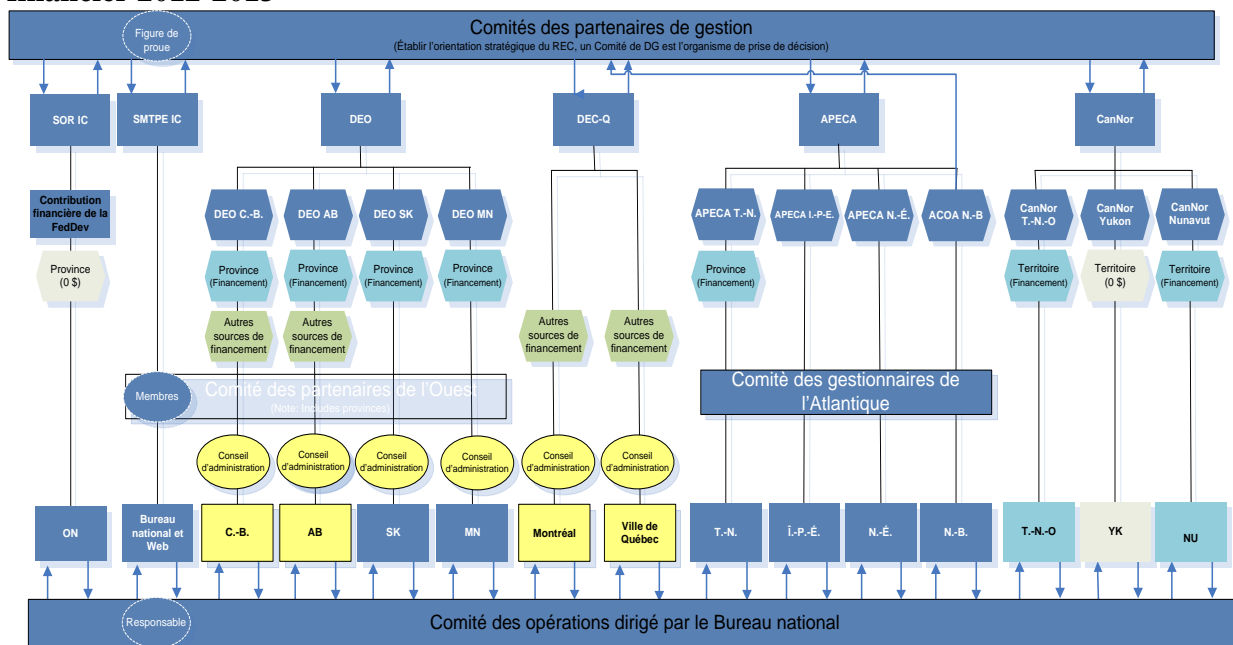 financier
Comités des partenaires de gestion
(Établir l'orientation stratégique du REC, un Comité de DG est l'organisme de prise de décision)
Figure de
proue
SOR IC
SMTPE IC
DEO
DEC-Q
APECA
CanNor
Contribution
financière de la
FedDev
DEO C.-B.
DEO AB
DEO SK
DEO MN
APECA T.-N.
APECA I.-P-E.
APECA N.-É.
ACOA N.-B
CanNor
T.-N.-O
CanNor
Yukon
CanNor
Nunavut
Province
(0 $)
Province
(Financement)
Province
(Financement)
Province
(Financement)
Province
(Financement)
Province
(Financement)
Territoire
(Financement)
Territoire
(0 $)
Territoire
(Financement)
Autres
sources de
financement
Autres
sources de
financement
Autres
sources de
financement
Autres
sources de
financement
Membres
Comité des partenaires de l'Ouest
(Note: Includes provinces)
Comitè des gestionnaires de
l'Atlantique
Conseil
d'administration
Conseil
d'administration
Conseil
d'administration
Conseil
d'administration
Conseil
d'administration
Conseil
d'administration
ON
Bureau
national et
Web
C.-B.
AB
SK
MN
Montréal
Ville de
Québec
T.-N.
Î.-P.-É.
N.-É.
N.-B.
T.-N.-O
YK
NU
Responsable
Comité des opérations dirigé par le Bureau national